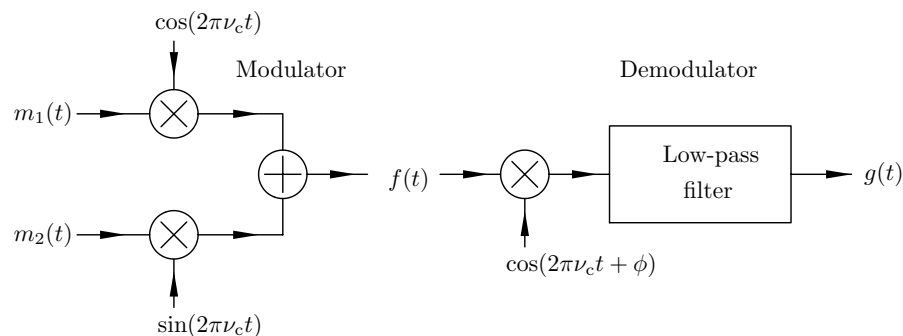 cos(2πν_c t)
Modulator
Demodulator
m_1(t)
Low-pass
filter
f(t)
g(t)
m_2(t)
cos(2πν_c t + ϕ)
sin(2πν_c t)